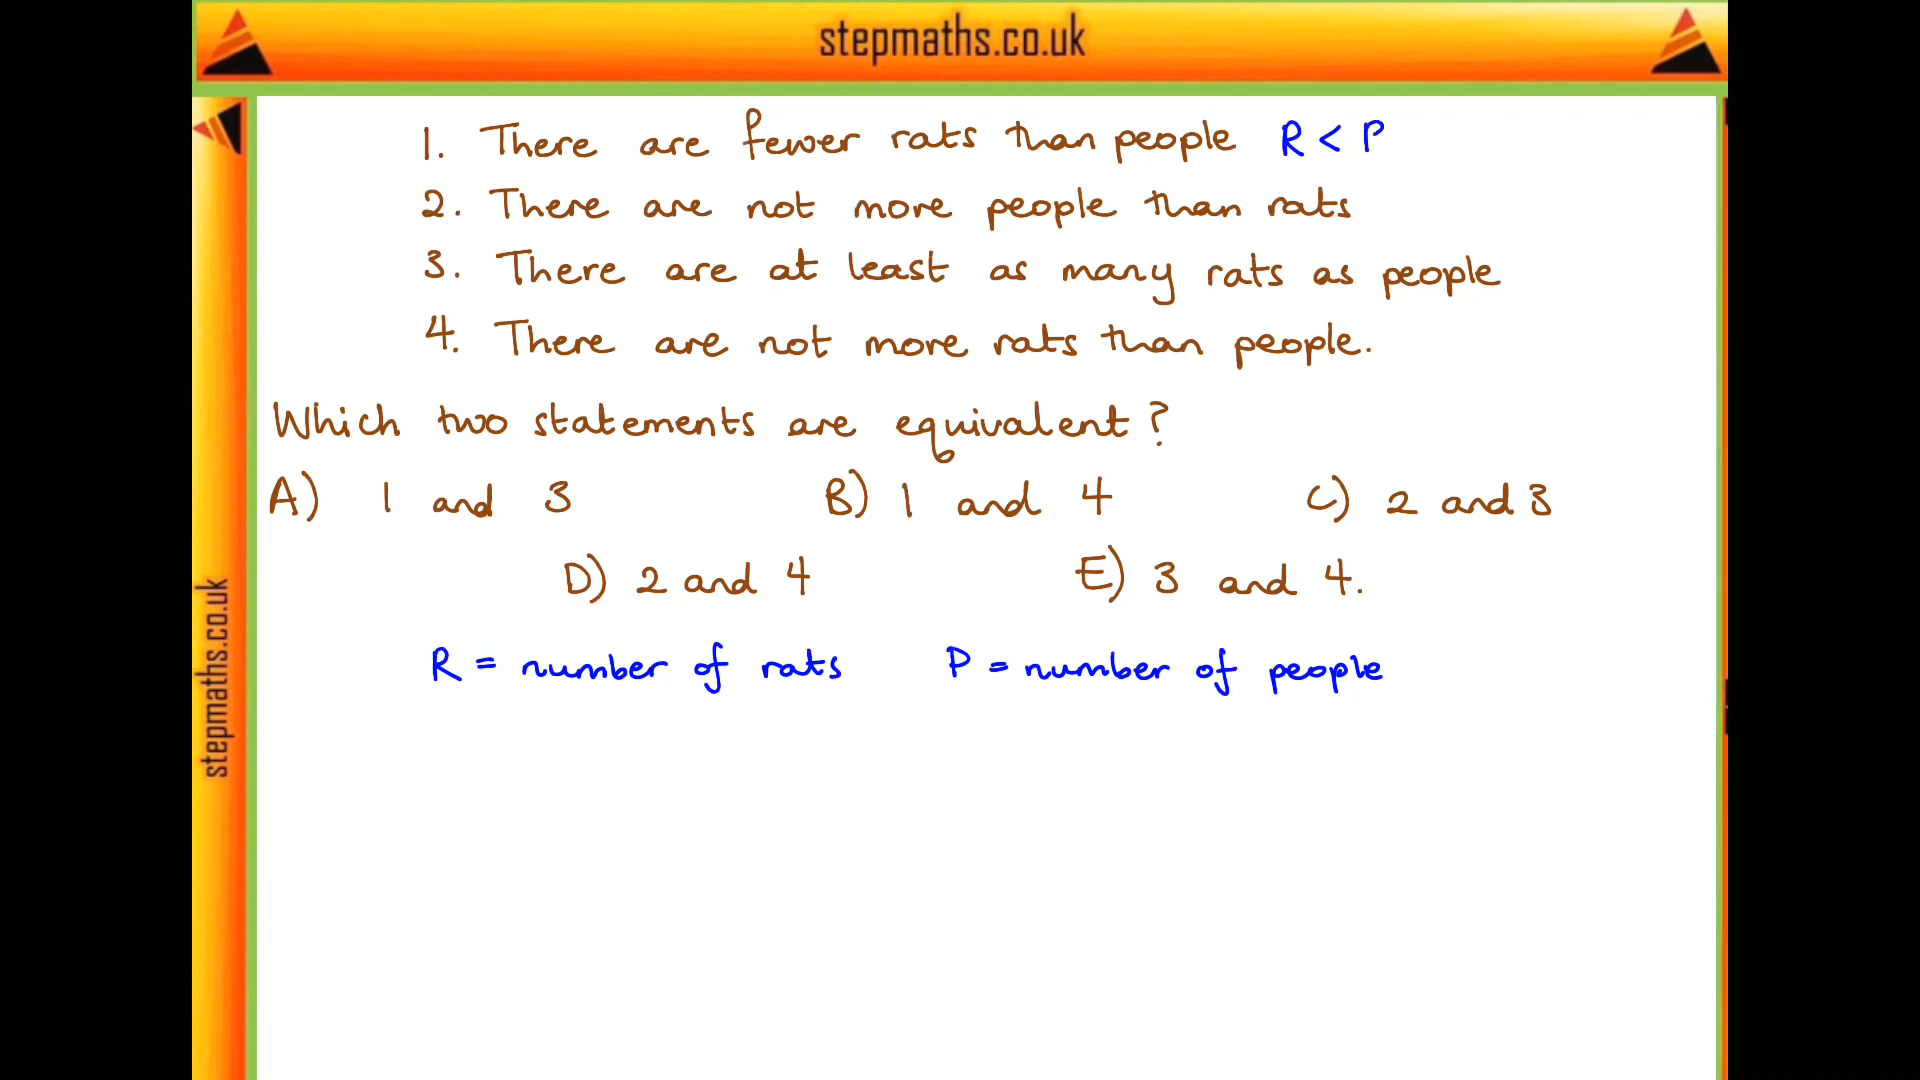 stepmaths.co.uk
1. There are fewer rats than people R < P
2. There are not more people than rats
3. There are at least as many rats as people
4. There are not more rats than people.
Which two statements are equivalent?
A) 1 and 3 B) 1 and 4 C) 2 and 3
D) 2 and 4 E) 3 and 4.
R = number of rats P = number of people
stepmaths.co.uk